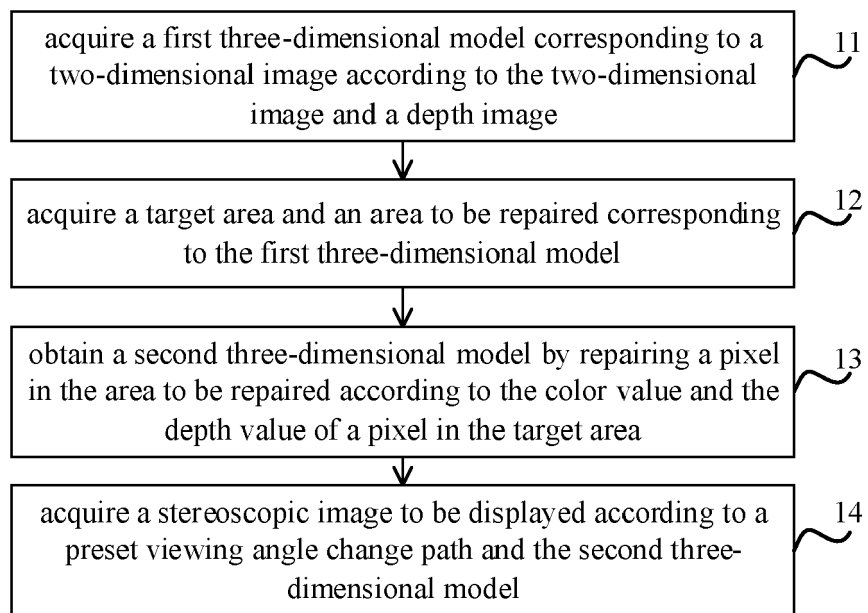 acquire a first three-dimensional model corresponding to a
two-dimensional image according to the two-dimensional
image and a depth image
11
acquire a target area and an area to be repaired corresponding
to the first three-dimensional model
12
obtain a second three-dimensional model by repairing a pixel
in the area to be repaired according to the color value and the
depth value of a pixel in the target area
13
acquire a stereoscopic image to be displayed according to a
preset viewing angle change path and the second three-
dimensional model
14